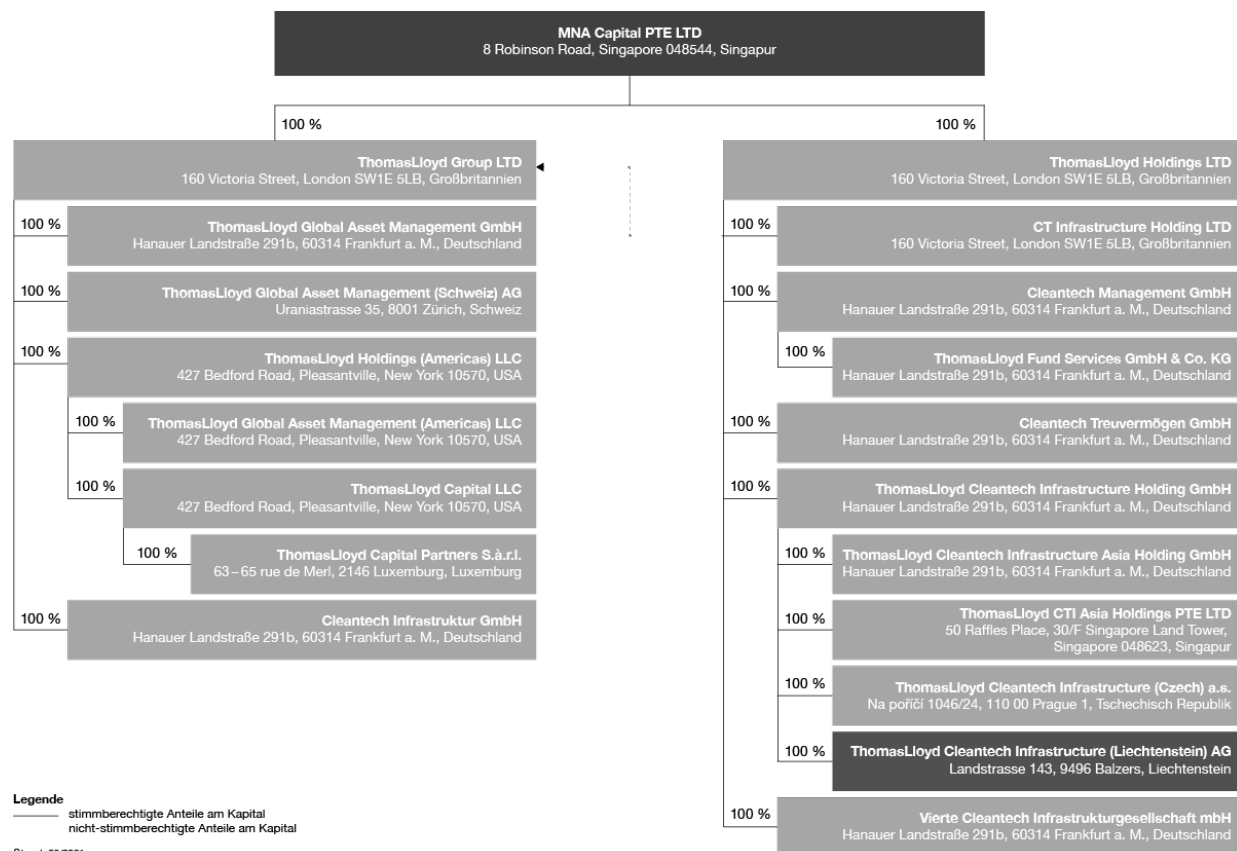 MNA Capital PTE LTD
8 Robinson Road, Singapore 048544, Singapur
100 %
ThomasLloyd Group LTD
160 Victoria Street, London SW1E 5LB, Großbritannien
100 %
ThomasLloyd Global Asset Management GmbH
Hanauer Landstraße 291b, 60314 Frankfurt a. M., Deutschland
100 %
ThomasLloyd Global Asset Management (Schweiz) AG
Uraniastrasse 35, 8001 Zürich, Schweiz
100 %
ThomasLloyd Holdings (Americas) LLC
427 Bedford Road, Pleasantville, New York 10570, USA
100 %
ThomasLloyd Global Asset Management (Americas) LLC
427 Bedford Road, Pleasantville, New York 10570, USA
100 %
ThomasLloyd Capital LLC
427 Bedford Road, Pleasantville, New York 10570, USA
100 %
ThomasLloyd Capital Partners S.à.r.l.
63–65 rue de Merl, 2146 Luxemburg, Luxemburg
100 %
Cleantech Infrastruktur GmbH
Hanauer Landstraße 291b, 60314 Frankfurt a. M., Deutschland
100 %
ThomasLloyd Holdings LTD
160 Victoria Street, London SW1E 5LB, Großbritannien
100 %
CT Infrastructure Holding LTD
160 Victoria Street, London SW1E 5LB, Großbritannien
100 %
Cleantech Management GmbH
Hanauer Landstraße 291b, 60314 Frankfurt a. M., Deutschland
100 %
ThomasLloyd Fund Services GmbH & Co. KG
Hanauer Landstraße 291b, 60314 Frankfurt a. M., Deutschland
100 %
Cleantech Treuvermögen GmbH
Hanauer Landstraße 291b, 60314 Frankfurt a. M., Deutschland
100 %
ThomasLloyd Cleantech Infrastructure Holding GmbH
Hanauer Landstraße 291b, 60314 Frankfurt a. M., Deutschland
100 %
ThomasLloyd Cleantech Infrastructure Asia Holding GmbH
Hanauer Landstraße 291b, 60314 Frankfurt a. M., Deutschland
100 %
ThomasLloyd CTI Asia Holdings PTE LTD
50 Raffles Place, 30/F Singapore Land Tower,
Singapore 048623, Singapur
100 %
ThomasLloyd Cleantech Infrastructure (Czech) a.s.
Na poříčí 1046/24, 110 00 Prague 1, Tschechisch Republik
100 %
ThomasLloyd Cleantech Infrastructure (Liechtenstein) AG
Landstrasse 143, 9496 Balzers, Liechtenstein
100 %
Vierte Cleantech Infrastrukturgesellschaft mbH
Hanauer Landstraße 291b, 60314 Frankfurt a. M., Deutschland
Legende
stimmberechtigte Anteile am Kapital
nicht-stimmberechtigte Anteile am Kapital